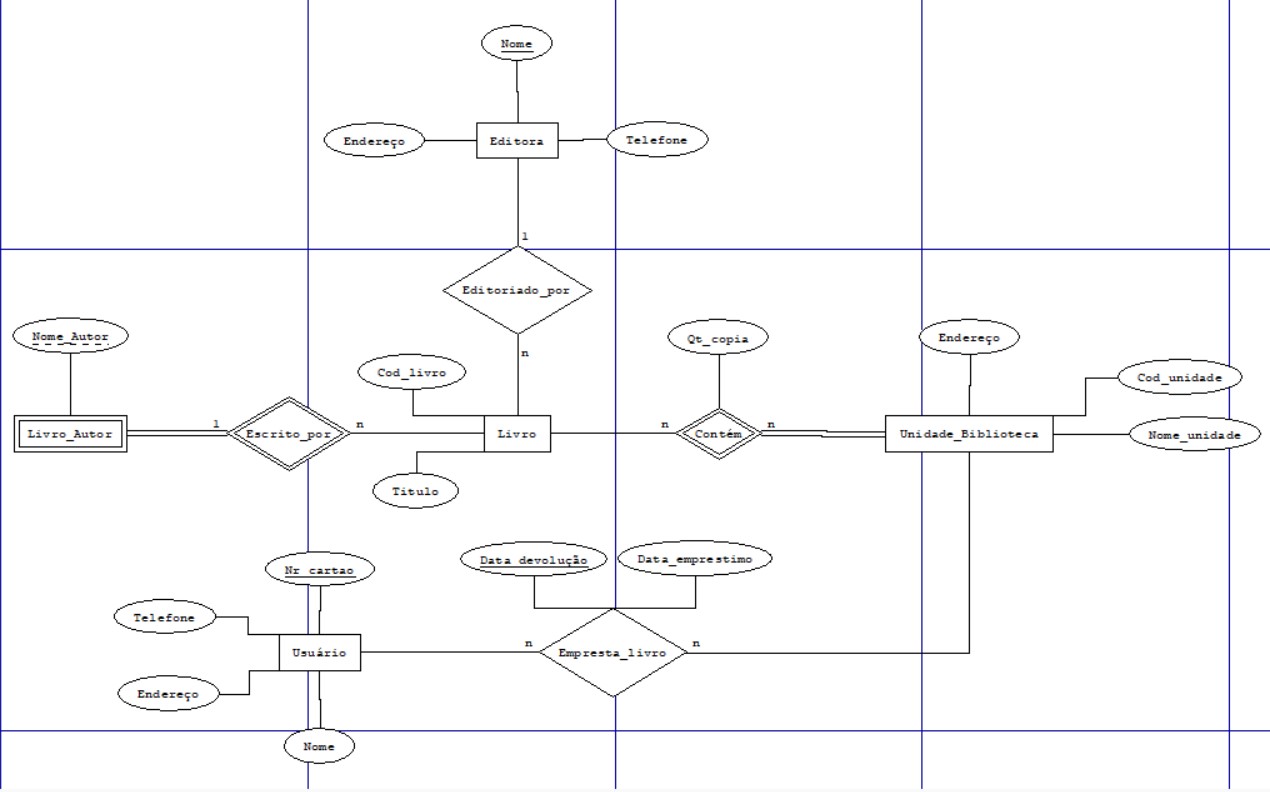 Nome
Endereço
Editora
Telefone
1
Editoriado_por
n
Nome_Autor
Livro_Autor
1
Escrito_por
n
Cod_livro
Livro
Titulo
n
Qt_copia
Contém
n
Endereço
Cod_unidade
Unidade_Biblioteca
Nome_unidade
Nr_cartao
Telefone
Usuário
Endereço
Nome
n
Data_devolução
Data_emprestimo
Empresta_livro
n